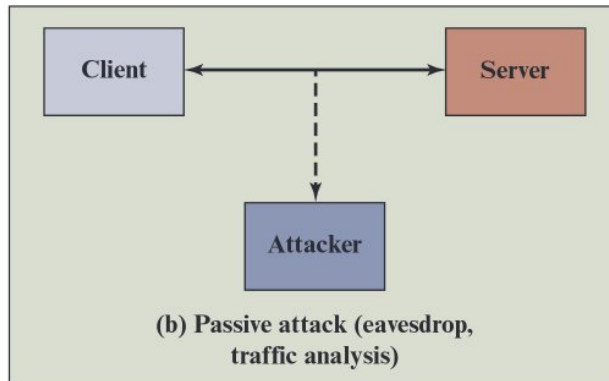 Client
Server
Attacker
(b) Passive attack (eavesdrop,
traffic analysis)